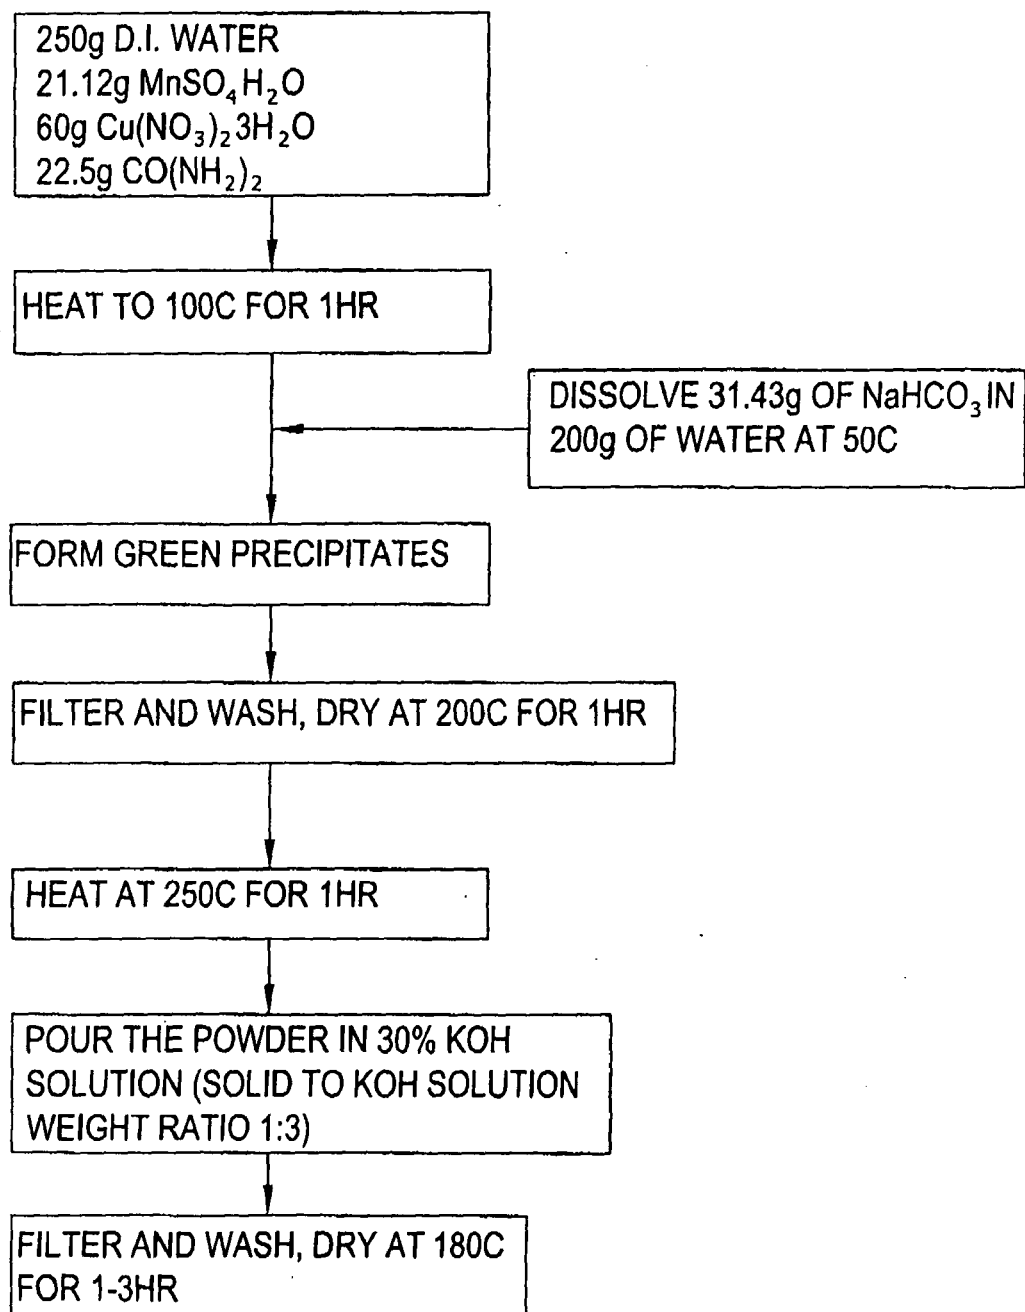 250g D.I. WATER
21.12g MnSO₄H₂O
60g Cu(NO₃)₂3H₂O
22.5g CO(NH₂)₂
HEAT TO 100C FOR 1HR
DISSOLVE 31.43g OF NaHCO₃ IN
200g OF WATER AT 50C
FORM GREEN PRECIPITATES
FILTER AND WASH, DRY AT 200C FOR 1HR
HEAT AT 250C FOR 1HR
POUR THE POWDER IN 30% KOH
SOLUTION (SOLID TO KOH SOLUTION
WEIGHT RATIO 1:3)
FILTER AND WASH, DRY AT 180C
FOR 1-3HR